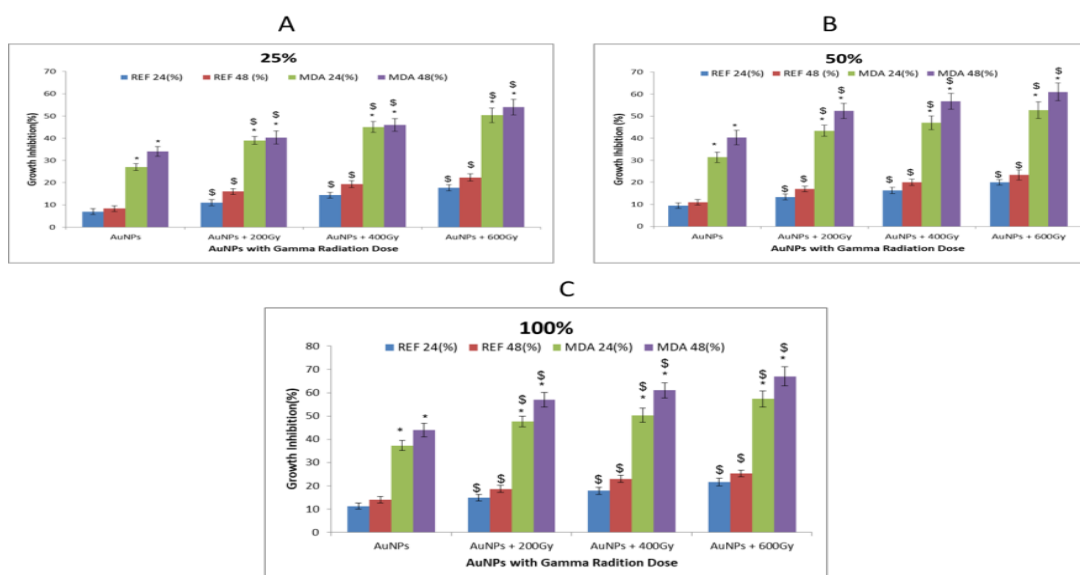 A
25%
REF 24(%) REF 48 (%) MDA 24(%) MDA 48(%)
Growth Inhibition(%)
70
60
50
40
30
20
10
0
* *
$ $ $ * $ *
$ $ $ * $ *
$ $ $ * $ *
AuNPs AuNPs + 200Gy AuNPs + 400Gy AuNPs + 600Gy
AuNPs with Gamma Radiation Dose
B
50%
REF 24(%) REF 48 (%) MDA 24(%) MDA 48(%)
Growth Inhibition (%)
70
60
50
40
30
20
10
0
* *
$ $ $ * $ *
$ $ $ * $ *
$ $ $ * $ *
AuNPs AuNPs + 200Gy AuNPs + 400Gy AuNPs + 600Gy
AuNPs with Gamma Radiation Dose
C
100%
REF 24(%) REF 48(%) MDA 24(%) MDA 48(%)
Growth Inhibition(%)
80
70
60
50
40
30
20
10
0
* *
$ $ $ * $ *
$ $ $ * $ *
$ $ $ * $ *
AuNPs AuNPs + 200Gy AuNPs + 400Gy AuNPs + 600Gy
AuNPs with Gamma Radition Dose